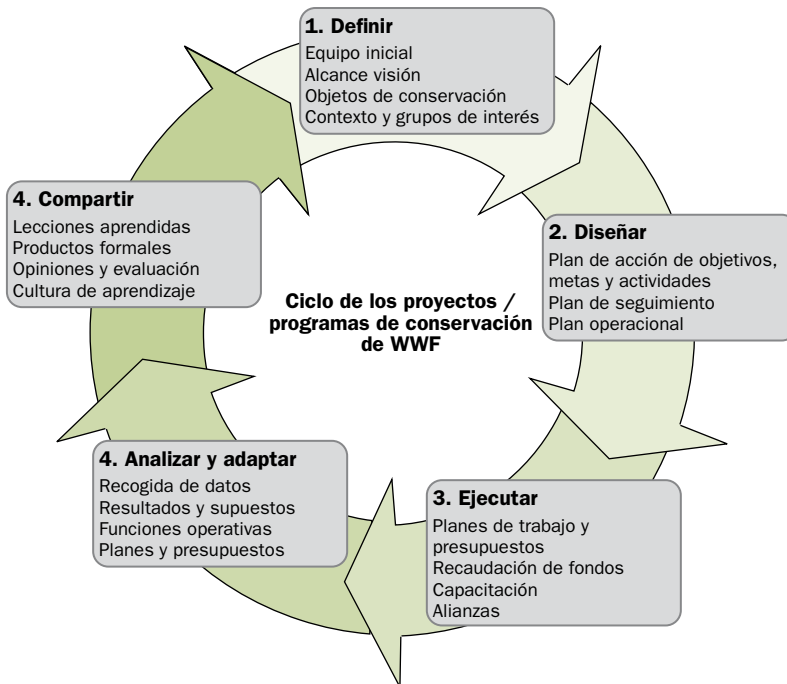 1. Definir
Equipo inicial
Alcance visión
Objetos de conservación
Contexto y grupos de interés
2. Diseñar
Plan de acción de objetivos,
metas y actividades
Plan de seguimiento
Plan operacional
3. Ejecutar
Planes de trabajo y
presupuestos
Recaudación de fondos
Capacitación
Alianzas
4. Analizar y adaptar
Recogida de datos
Resultados y supuestos
Funciones operativas
Planes y presupuestos
4. Compartir
Lecciones aprendidas
Productos formales
Opiniones y evaluación
Cultura de aprendizaje
Ciclo de los proyectos /
programas de conservación
de WWF